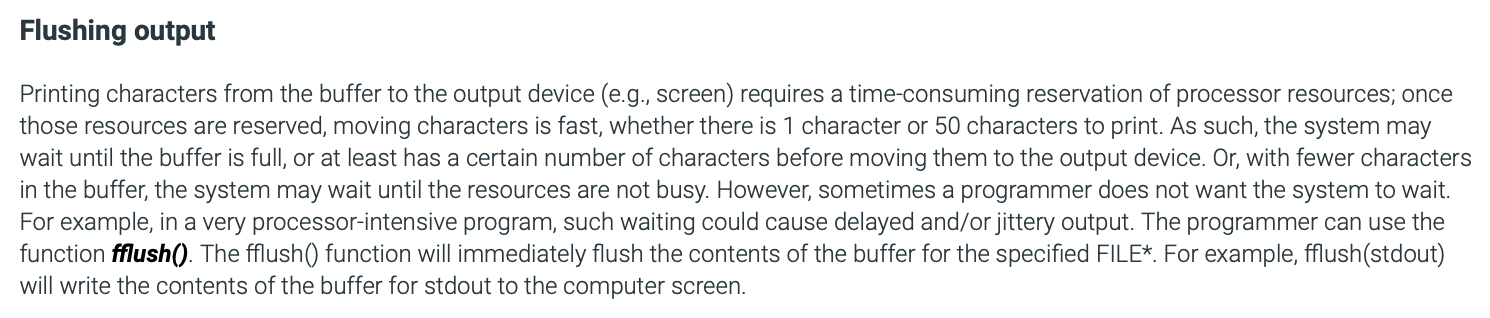 Flushing output
Printing characters from the buffer to the output device (e.g., screen) requires a time-consuming reservation of processor resources; once
those resources are reserved, moving characters is fast, whether there is 1 character or 50 characters to print. As such, the system may
wait until the buffer is full, or at least has a certain number of characters before moving them to the output device. Or, with fewer characters
in the buffer, the system may wait until the resources are not busy. However, sometimes a programmer does not want the system to wait.
For example, in a very processor-intensive program, such waiting could cause delayed and/or jittery output. The programmer can use the
function fflush(). The fflush() function will immediately flush the contents of the buffer for the specified FILE*. For example, fflush(stdout)
will write the contents of the buffer for stdout to the computer screen.